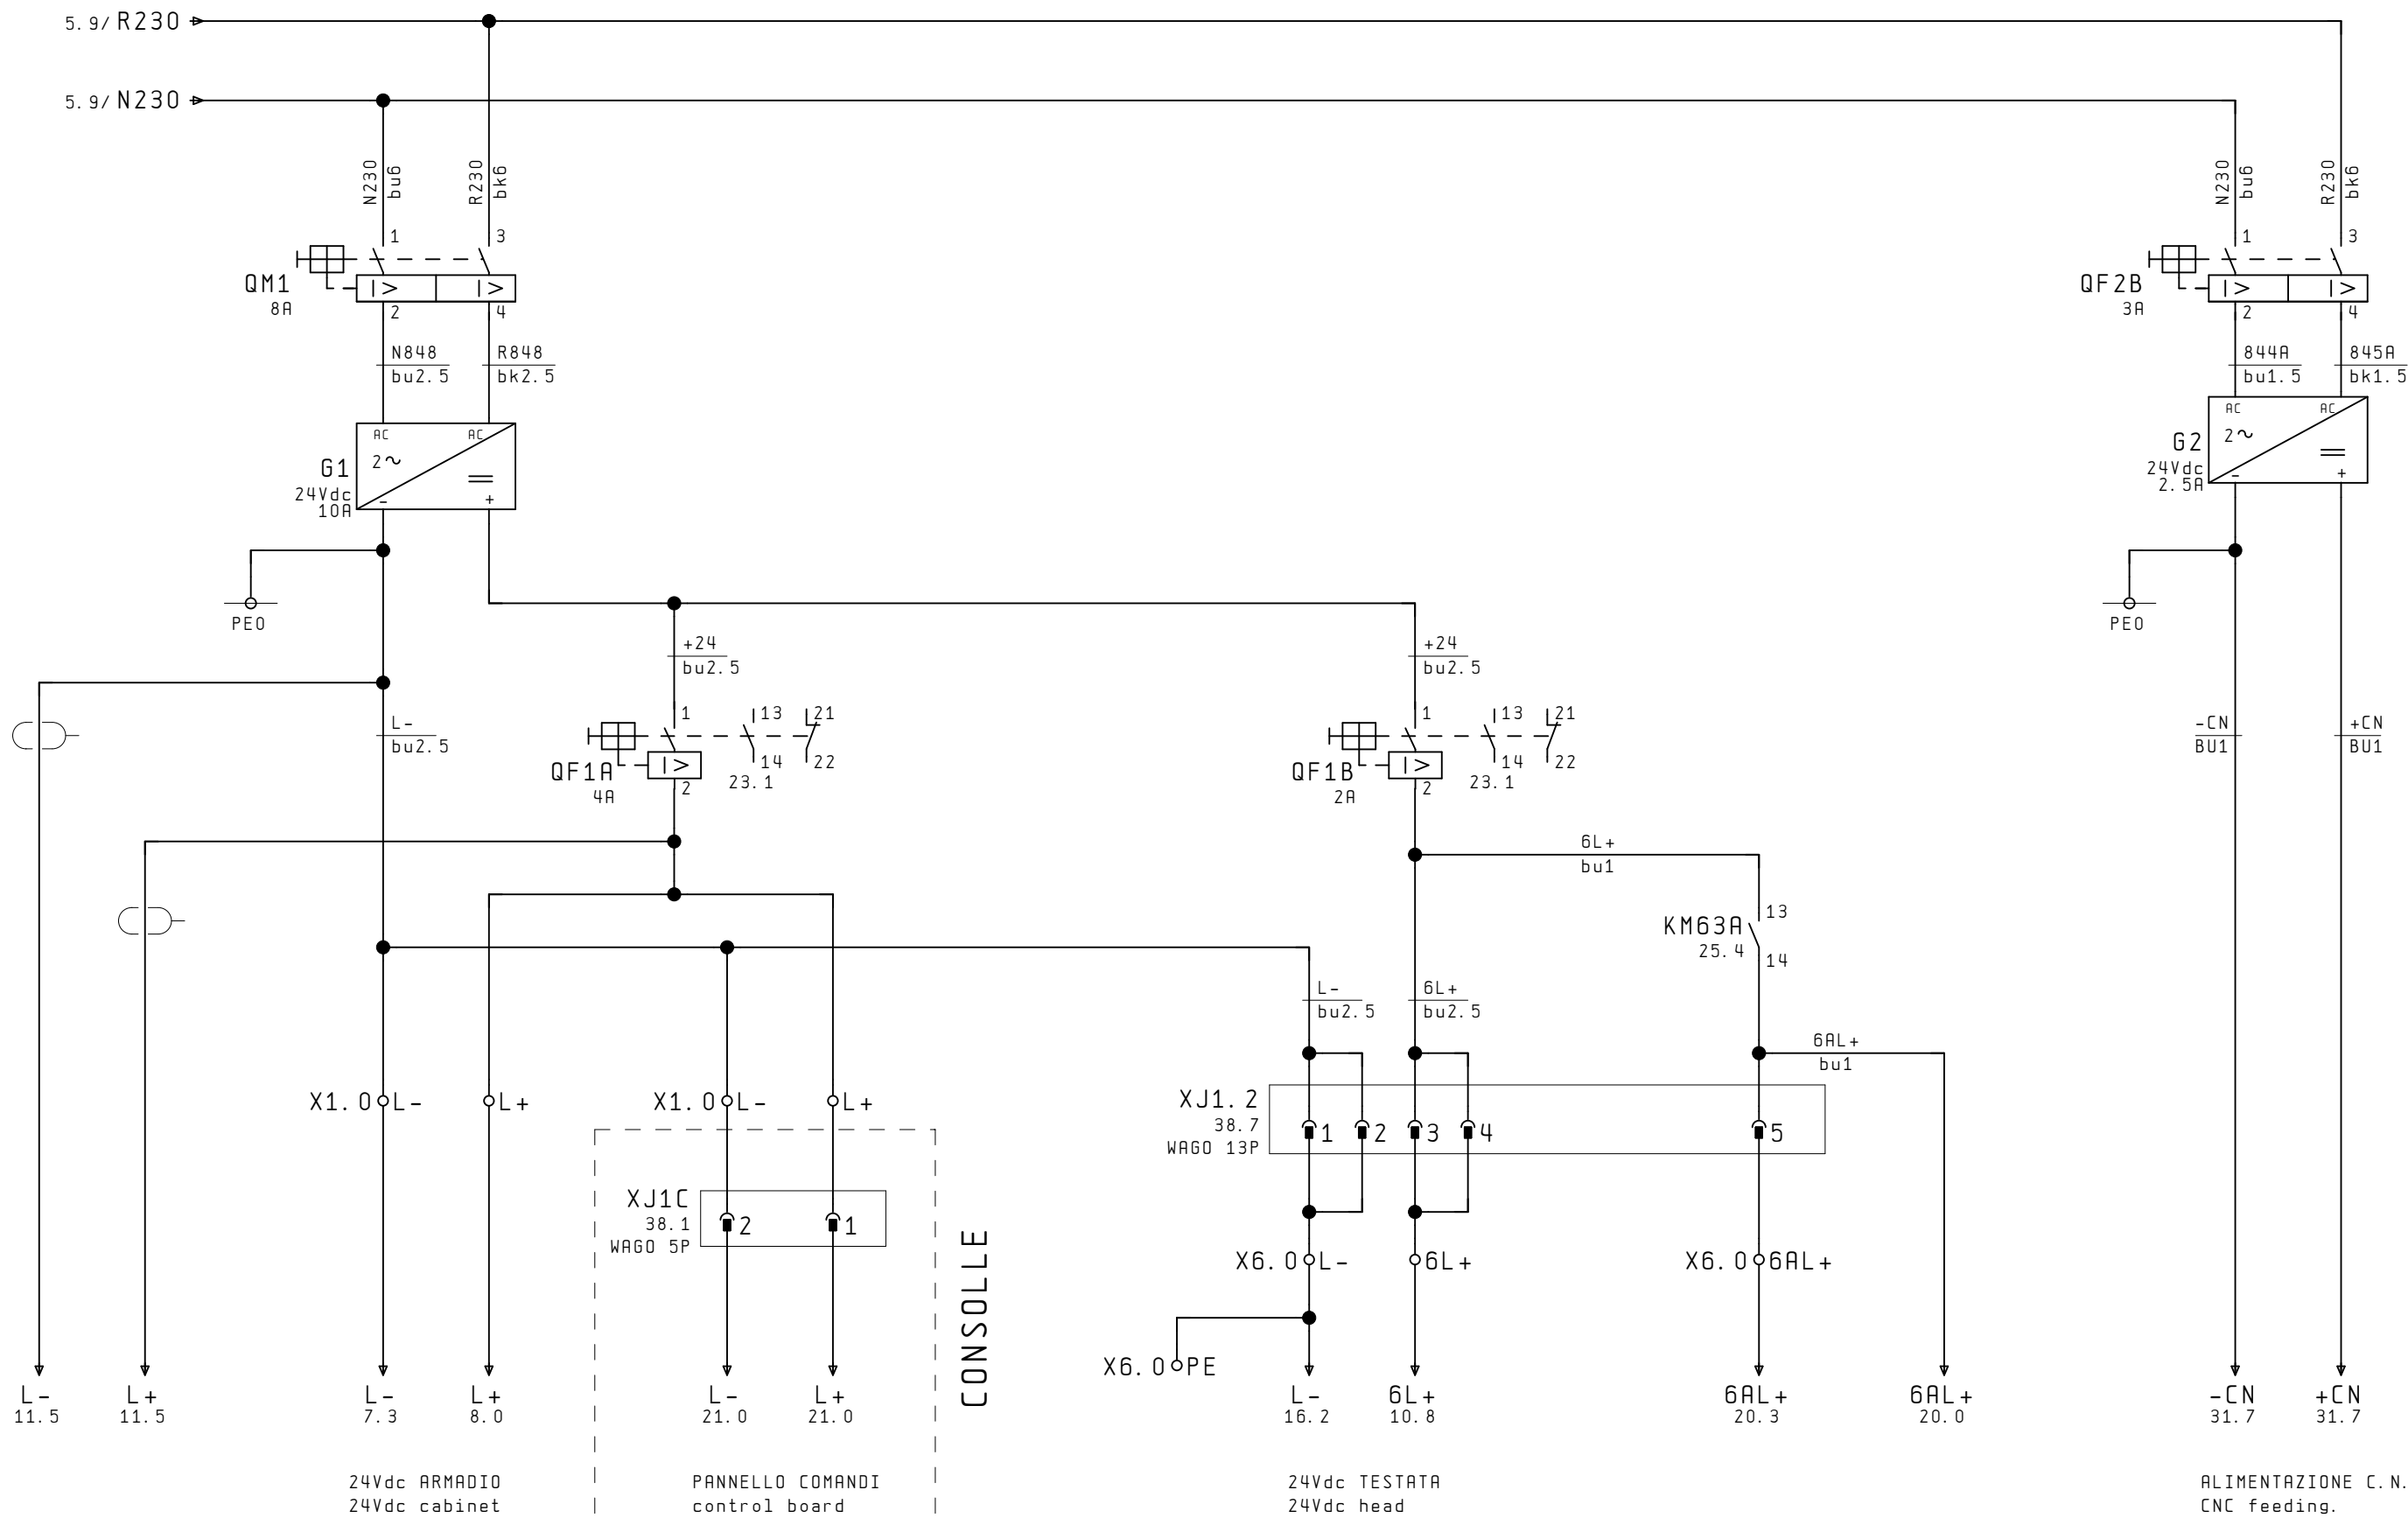 5.9/ R230
5.9/ N230
N230
bu6
R230
bk6
N230
bu6
R230
bk6
1
3
QM1
8A
2
4
1
3
QF2B
3A
2
4
N848
bu2.5
R848
bk2.5
844A
bu1.5
845A
bk1.5
AC
AC
2~
G1
24Vdc
10A
-
+
AC
AC
2~
G2
24Vdc
2.5A
-
+
PE0
PE0
+24
bu2.5
+24
bu2.5
L-
bu2.5
1
13
21
QF1A
4A
2
14
22
23.1
1
13
21
QF1B
2A
2
14
22
23.1
-CN
BU1
+CN
BU1
6L+
bu1
KM63A
25.4
13
14
L-
bu2.5
6L+
bu2.5
6AL+
bu1
X1.0 L-
L+
X1.0 L-
L+
XJ1.2
38.7
WAGO 13P
1
2
3
4
5
XJ1C
38.1
WAGO 5P
2
1
CONSOLLE
X6.0 L-
6L+
X6.0 6AL+
X6.0 PE
L-
11.5
L+
11.5
L-
7.3
L+
8.0
L-
21.0
L+
21.0
L-
16.2
6L+
10.8
6AL+
20.3
6AL+
20.0
-CN
31.7
+CN
31.7
24Vdc ARMADIO
24Vdc cabinet
PANNELLO COMANDI
control board
24Vdc TESTATA
24Vdc head
ALIMENTAZIONE C.N.
CNC feeding.